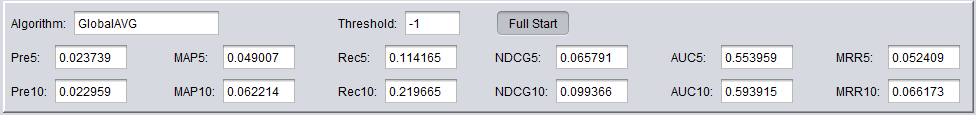 Algorithm: GlobalAVG Threshold: -1 Full Start
Pre5: 0.023739 MAP5: 0.049007 Rec5: 0.114165 NDCG5: 0.065791 AUC5: 0.553959 MRR5: 0.052409
Pre10: 0.022959 MAP10: 0.062214 Rec10: 0.219665 NDCG10: 0.099366 AUC10: 0.593915 MRR10: 0.066173